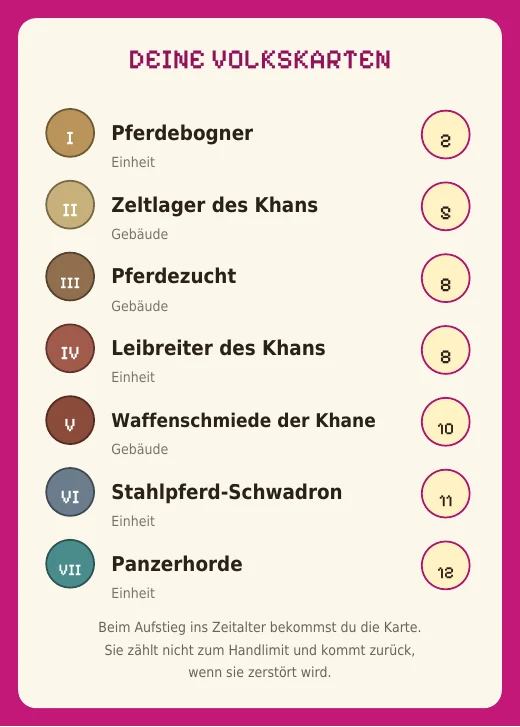 DEINE VOLKSKARTEN
I Pferdebogner 2
Einheit
II Zeltlager des Khans
Gebäude
III Pferdezucht 8
Gebäude
IV Leibreiter des Khans 8
Einheit
V Waffenschmiede der Khane 10
Gebäude
VI Stahlpferd-Schwadron 11
Einheit
VII Panzerhorde 12
Einheit
Beim Aufstieg ins Zeitalter bekommst du die Karte.
Sie zählt nicht zum Handlimit und kommt zurück,
wenn sie zerstört wird.